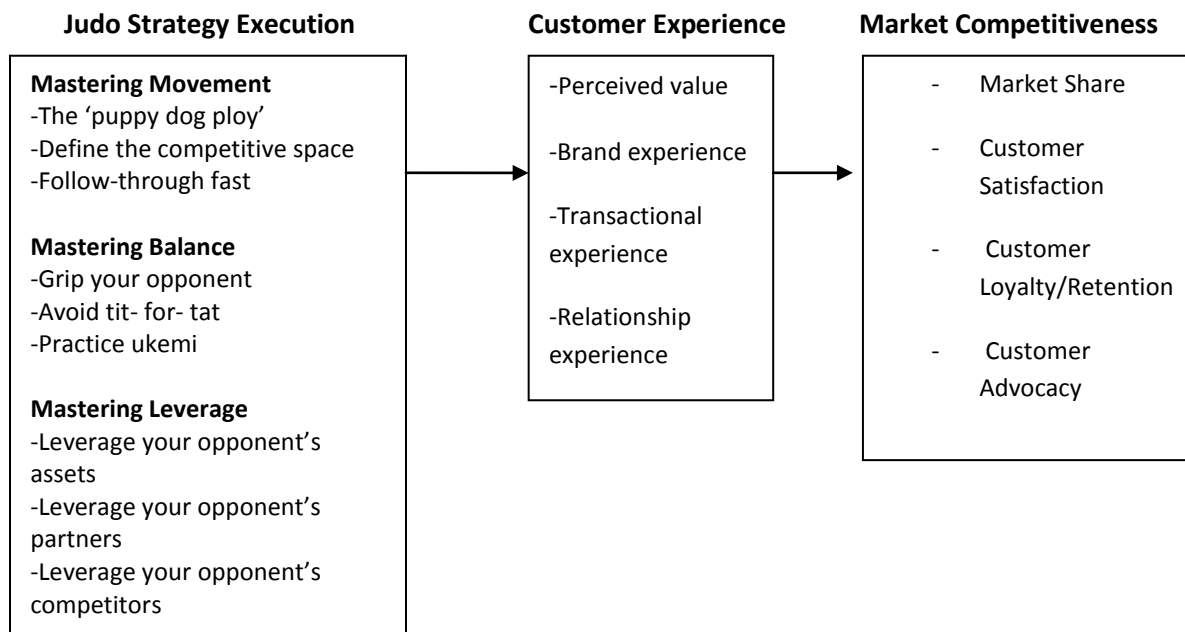 Judo Strategy Execution
Mastering Movement
-The ‘puppy dog ploy’
-Define the competitive space
-Follow-through fast
Mastering Balance
-Grip your opponent
-Avoid tit- for- tat
-Practice ukemi
Mastering Leverage
-Leverage your opponent’s
assets
-Leverage your opponent’s
partners
-Leverage your opponent’s
competitors
Customer Experience
-Perceived value
-Brand experience
-Transactional
experience
-Relationship
experience
Market Competitiveness
- Market Share
- Customer
Satisfaction
- Customer
Loyalty/Retention
- Customer
Advocacy